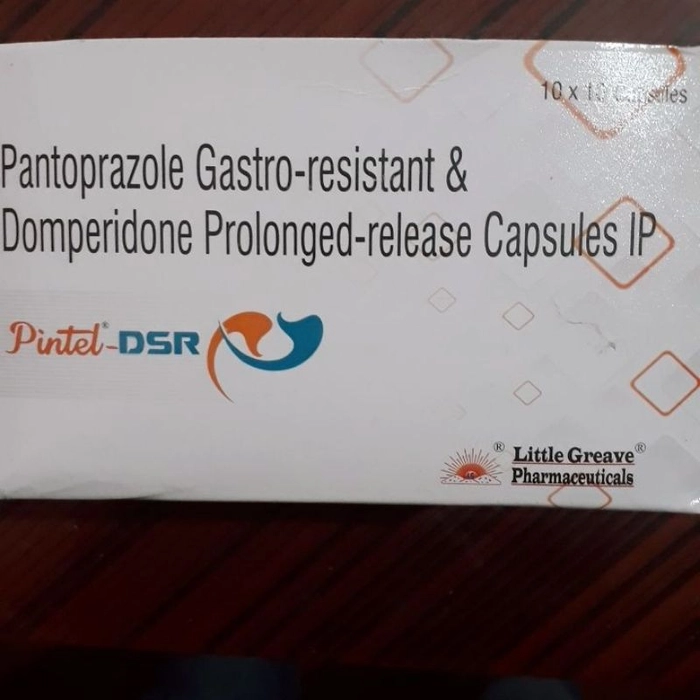 10 x 10 Capsules
Pantoprazole Gastro-resistant &
Domperidone Prolonged-release Capsules IP
Pintel®-DSR
® Little Greave®
Pharmaceuticals